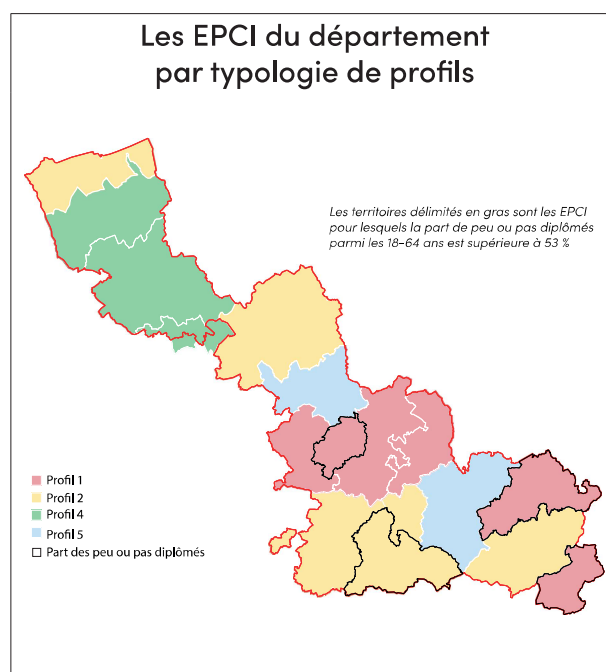 Les EPCI du département
par typologie de profils
Les territoires délimités en gras sont les EPCI
pour lesquels la part de peu ou pas diplômés
parmi les 18-64 ans est supérieure à 53 %
Profil 1
Profil 2
Profil 4
Profil 5
Part des peu ou pas diplômés